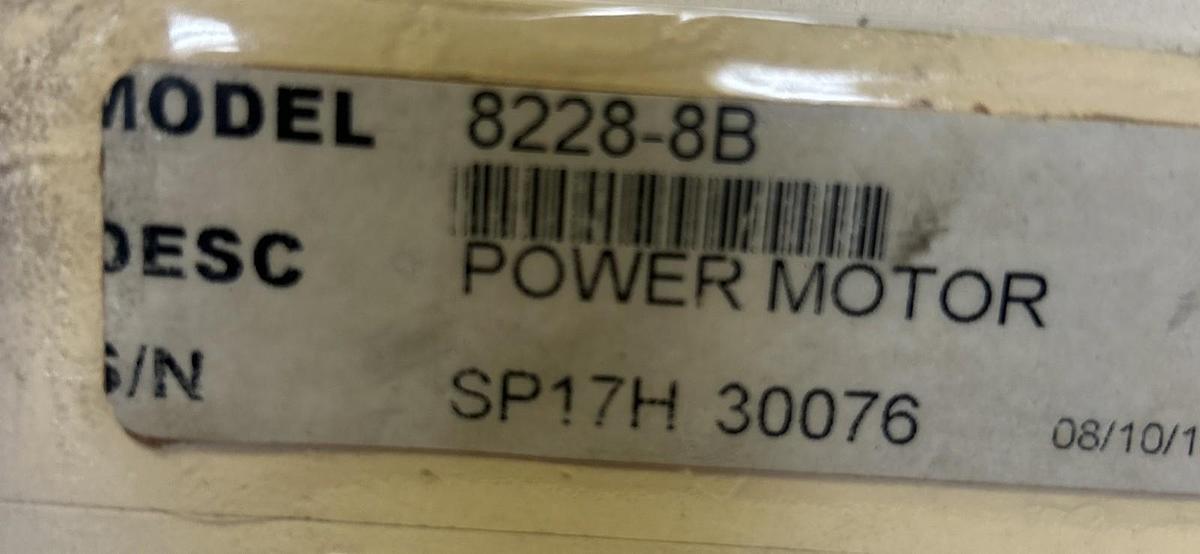 MODEL 8228-8B
DESC POWER MOTOR
S/N SP17H 30076 08/10/1